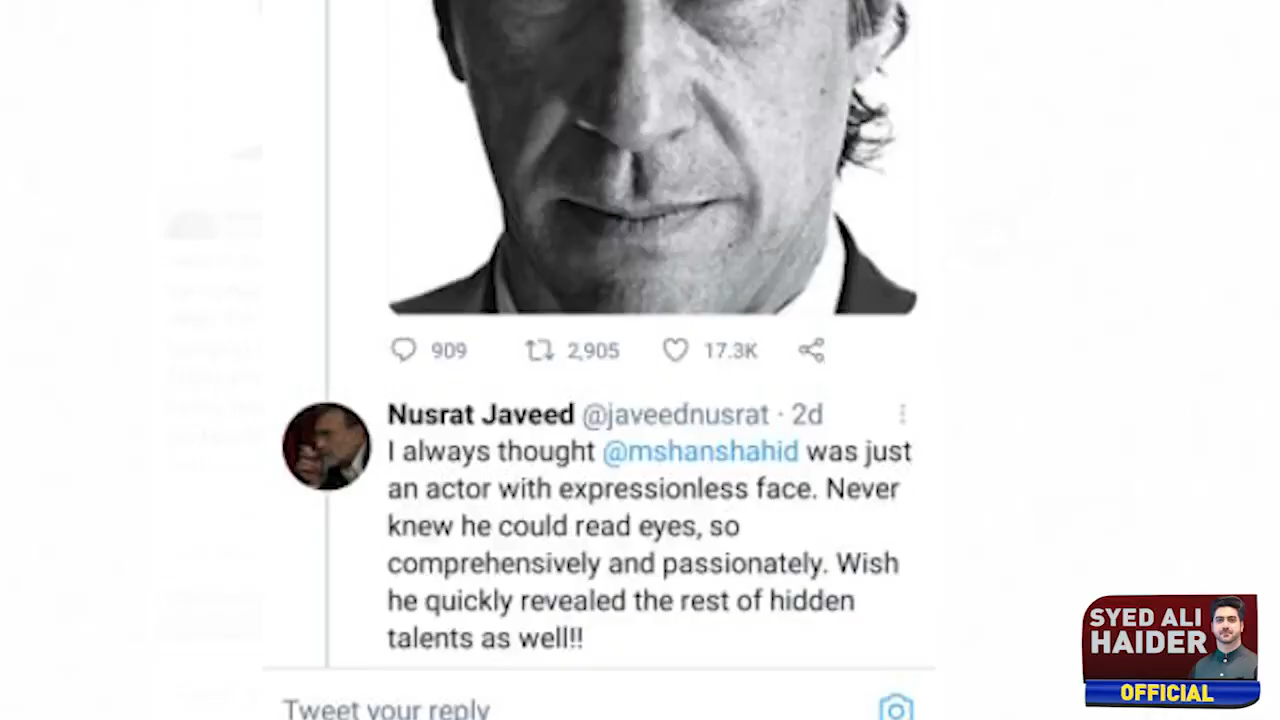 909 2,905 17.3K
Nusrat Javeed @javeednusrat · 2d
I always thought @mshanshahid was just
an actor with expressionless face. Never
knew he could read eyes, so
comprehensively and passionately. Wish
he quickly revealed the rest of hidden
talents as well!!
Tweet your reply
SYED ALI
HAIDER
OFFICIAL